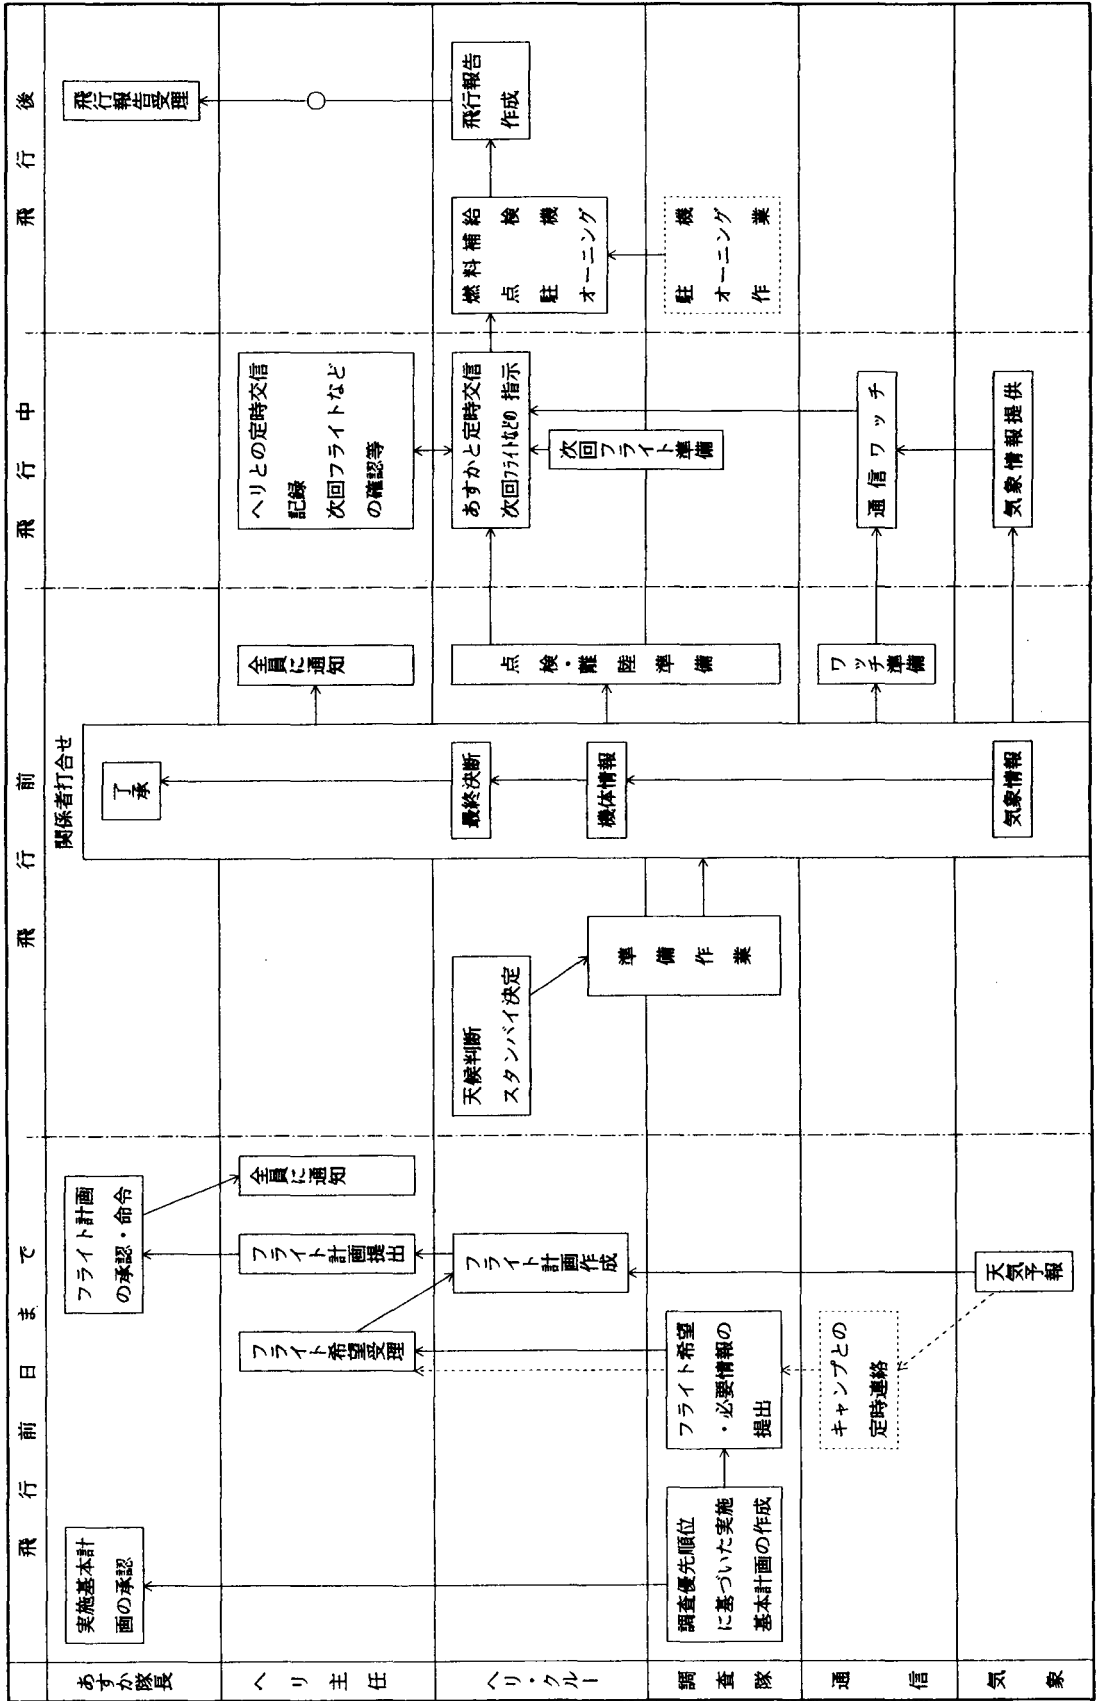 飛行前日まで
飛行前
飛行中
飛行後
あすか隊長
実施基本計
画の承認
フライト計画
の承認・命令
関係者打合せ
了承
飛行報告受理
ヘリ主任
フライト希望受理
フライト計画提出
全員に通知
全員に通知
ヘリとの定時交信
記録
次回フライトなど
の確認等
ヘリ・クルー
フライト計画作成
天候判断
スタンバイ決定
準備作業
最終決断
機体情報
点検・離陸準備
あすかと定時交信
次回フライトなどの指示
次回フライト準備
燃料補給
点検
駐機
オーニング
飛行報告
作成
調査隊
調査優先順位
に基づいた実施
基本計画の作成
フライト希望
・必要情報の
提出
駐機
オーニング
作業
通信
キャンプとの
定時連絡
ワッチ準備
通信ワッチ
気象
天気予報
気象情報
気象情報提供